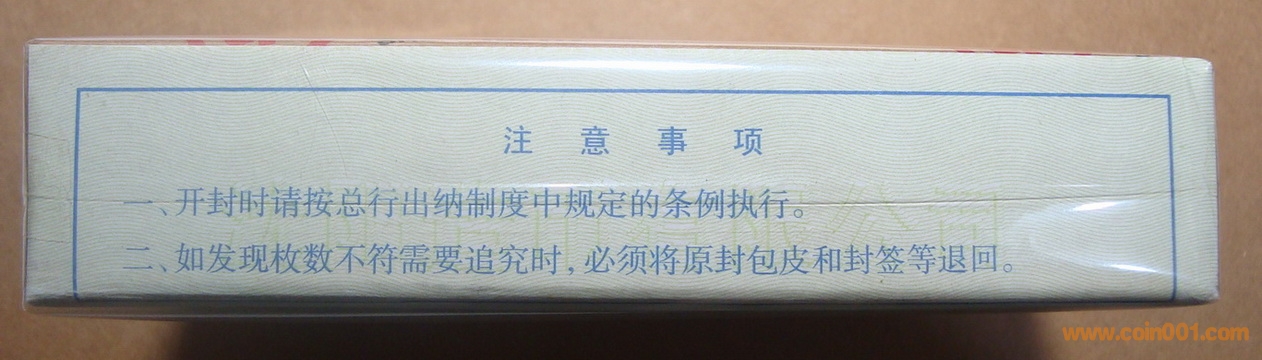 注意事项
一、开封时请按总行出纳制度中规定的条例执行。
二、如发现枚数不符需要追究时,必须将原封包皮和封签等退回。
www.coin001.com